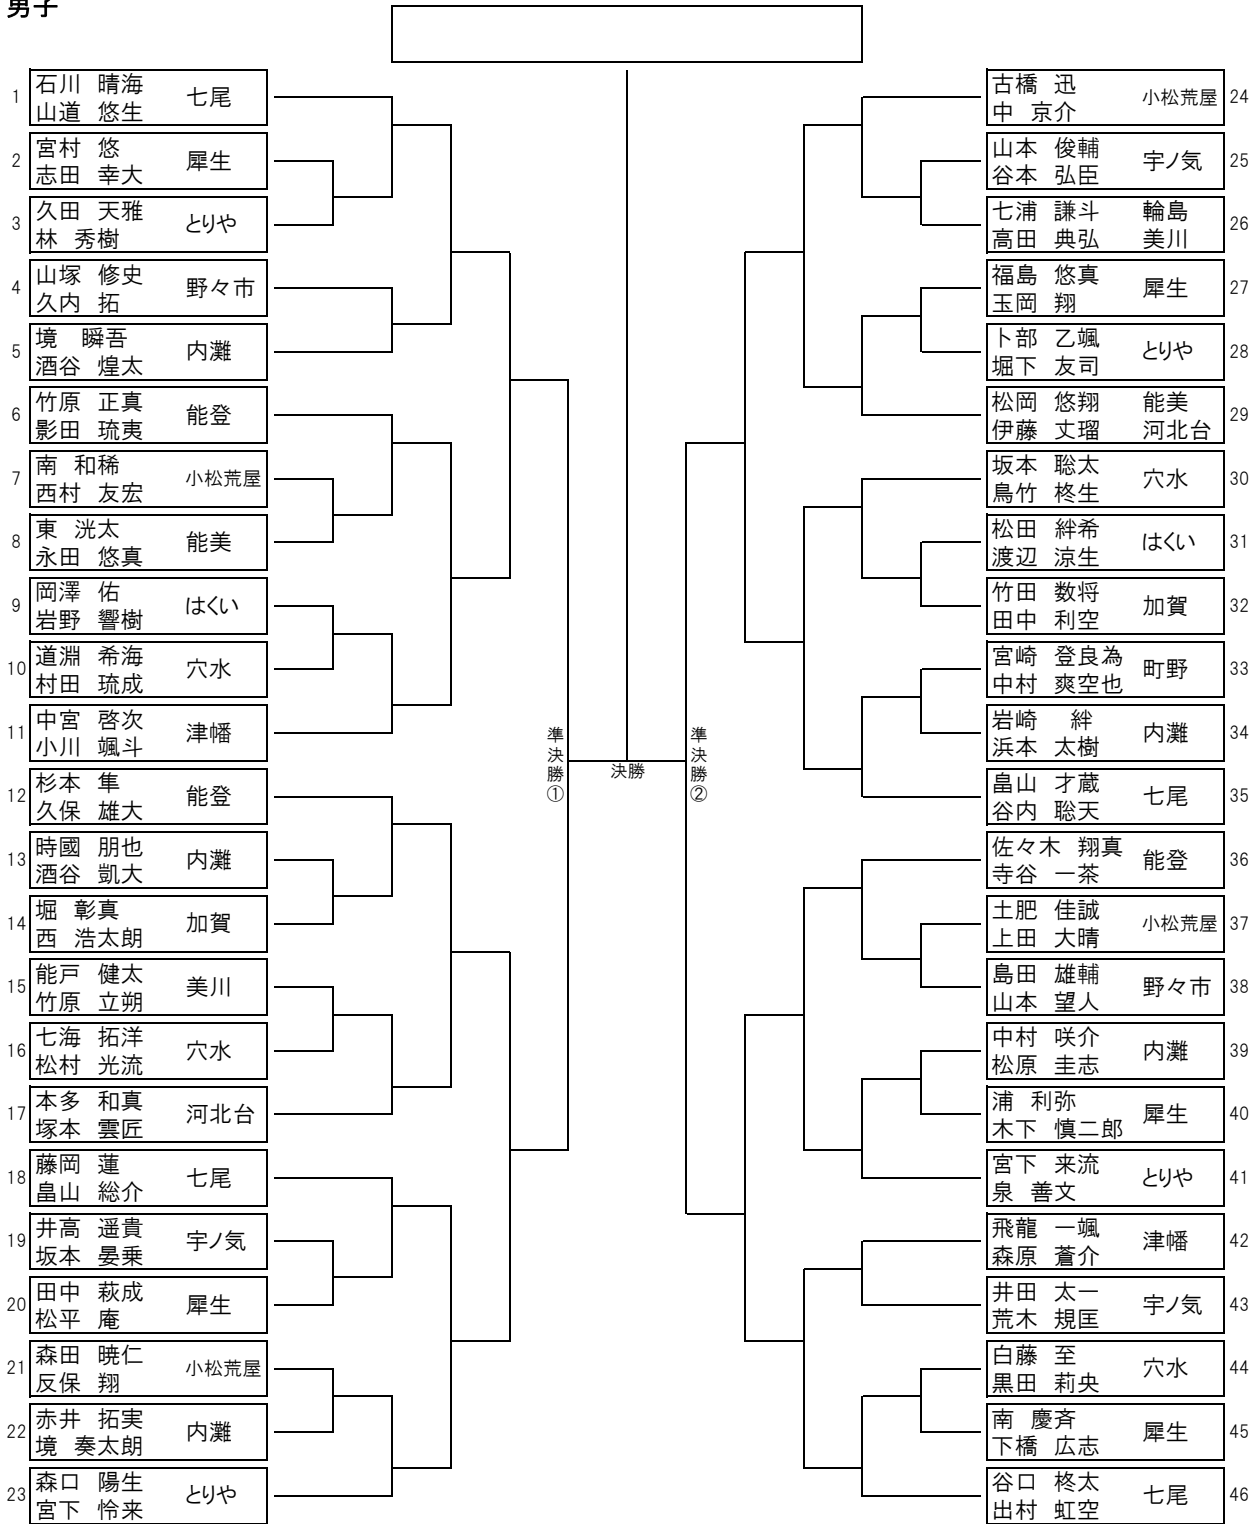 男子
1 石川 晴海 七尾
山道 悠生
2 宮村 悠 犀生
志田 幸大
3 久田 天雅 とりや
林 秀樹
4 山塚 修史 野々市
久内 拓
5 境 瞬吾 内灘
酒谷 煌太
6 竹原 正真 能登
影田 琉夷
7 南 和稀 小松荒屋
西村 友宏
8 東 洸太 能美
永田 悠真
9 岡澤 佑 はくい
岩野 響樹
10 道淵 希海 穴水
村田 琉成
11 中宮 啓次 津幡
小川 颯斗
12 杉本 隼 能登
久保 雄大
13 時國 朋也 内灘
酒谷 凱大
14 堀 彰真 加賀
西 浩太朗
15 能戸 健太 美川
竹原 立朔
16 七海 拓洋 穴水
松村 光流
17 本多 和真 河北台
塚本 雲匠
18 藤岡 蓮 七尾
畠山 総介
19 井高 遥貴 宇ノ気
坂本 晏乗
20 田中 萩成 犀生
松平 庵
21 森田 暁仁 小松荒屋
反保 翔
22 赤井 拓実 内灘
境 奏太朗
23 森口 陽生 とりや
宮下 怜来
準決勝①
決勝
準決勝②
古橋 迅 小松荒屋 24
中 京介
山本 俊輔 宇ノ気 25
谷本 弘臣
七浦 謙斗 輪島 26
高田 典弘 美川
福島 悠真 犀生 27
玉岡 翔
卜部 乙颯 とりや 28
堀下 友司
松岡 悠翔 能美 29
伊藤 丈瑠 河北台
坂本 聡太 穴水 30
鳥竹 柊生
松田 絆希 はくい 31
渡辺 涼生
竹田 数将 加賀 32
田中 利空
宮崎 登良為 町野 33
中村 爽空也
岩崎 絆 内灘 34
浜本 太樹
畠山 才蔵 七尾 35
谷内 聡天
佐々木 翔真 能登 36
寺谷 一茶
土肥 佳誠 小松荒屋 37
上田 大晴
島田 雄輔 野々市 38
山本 望人
中村 咲介 内灘 39
松原 圭志
浦 利弥 犀生 40
木下 慎二郎
宮下 来流 とりや 41
泉 善文
飛龍 一颯 津幡 42
森原 蒼介
井田 太一 宇ノ気 43
荒木 規匡
白藤 至 穴水 44
黒田 莉央
南 慶斉 犀生 45
下橋 広志
谷口 柊太 七尾 46
出村 虹空